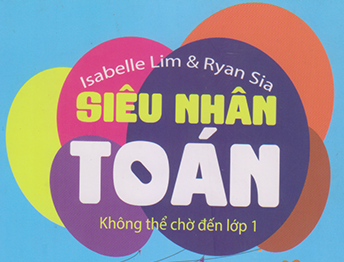 Isabelle Lim & Ryan Sia
SIÊU NHÂN
TOÁN
Không thể chờ đến lớp 1